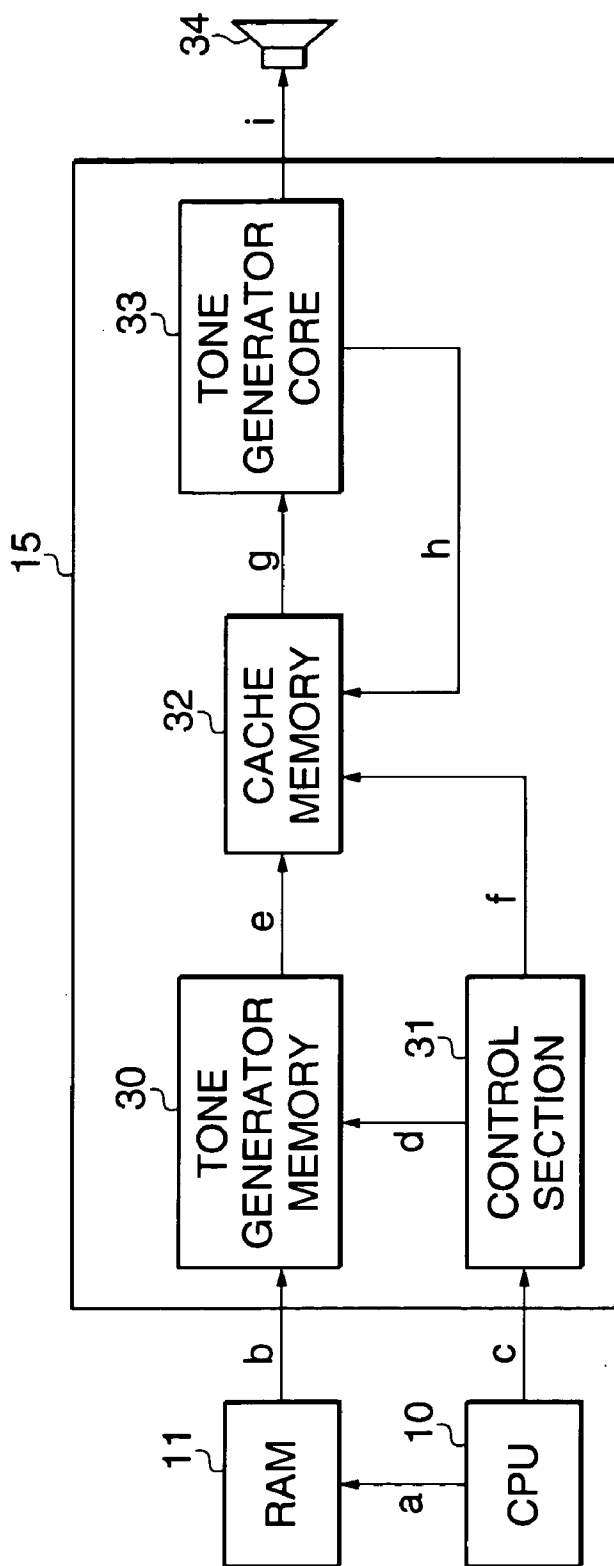 15
34
i
33
TONE
GENERATOR
CORE
h
g
32
CACHE
MEMORY
e
f
30
TONE
GENERATOR
MEMORY
d
31
CONTROL
SECTION
b
c
11
RAM
a
10
CPU